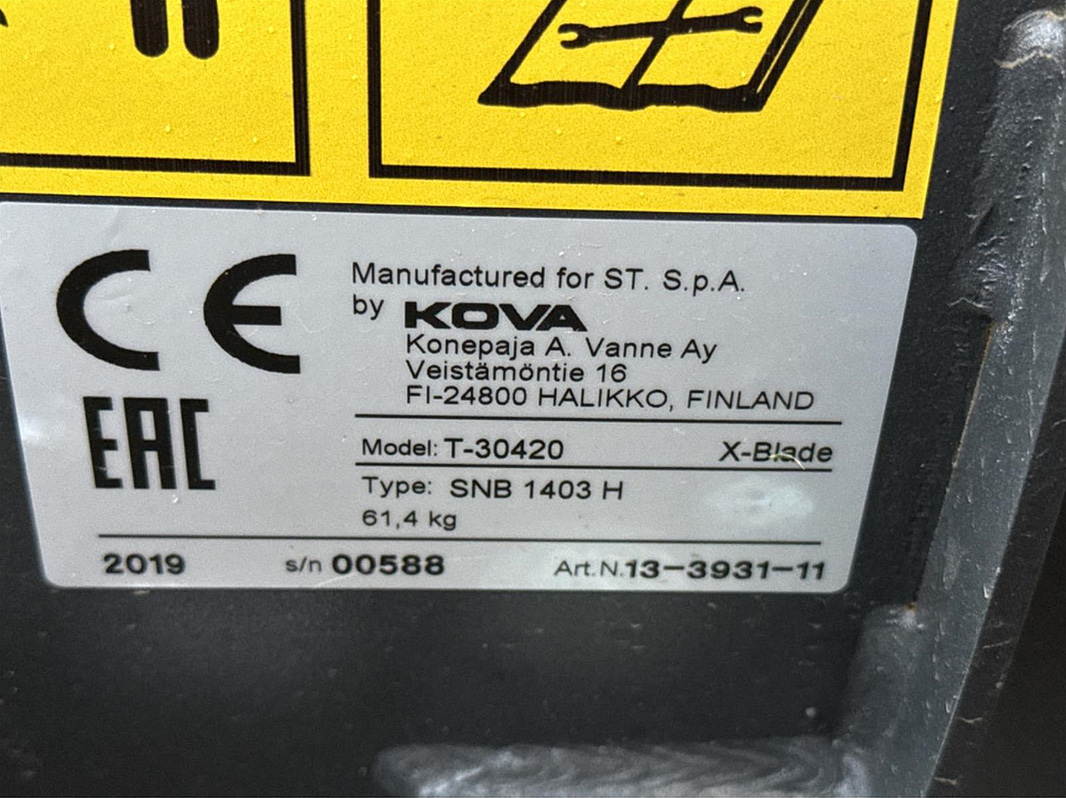 CE
Manufactured for ST. S.p.A.
by KOVA
Konepaja A. Vanne Ay
Veistämöntie 16
FI-24800 HALIKKO, FINLAND
EAC
Model: T-30420 X-Blade
Type: SNB 1403 H
61,4 kg
2019 s/n 00588 Art.N.13-3931-11